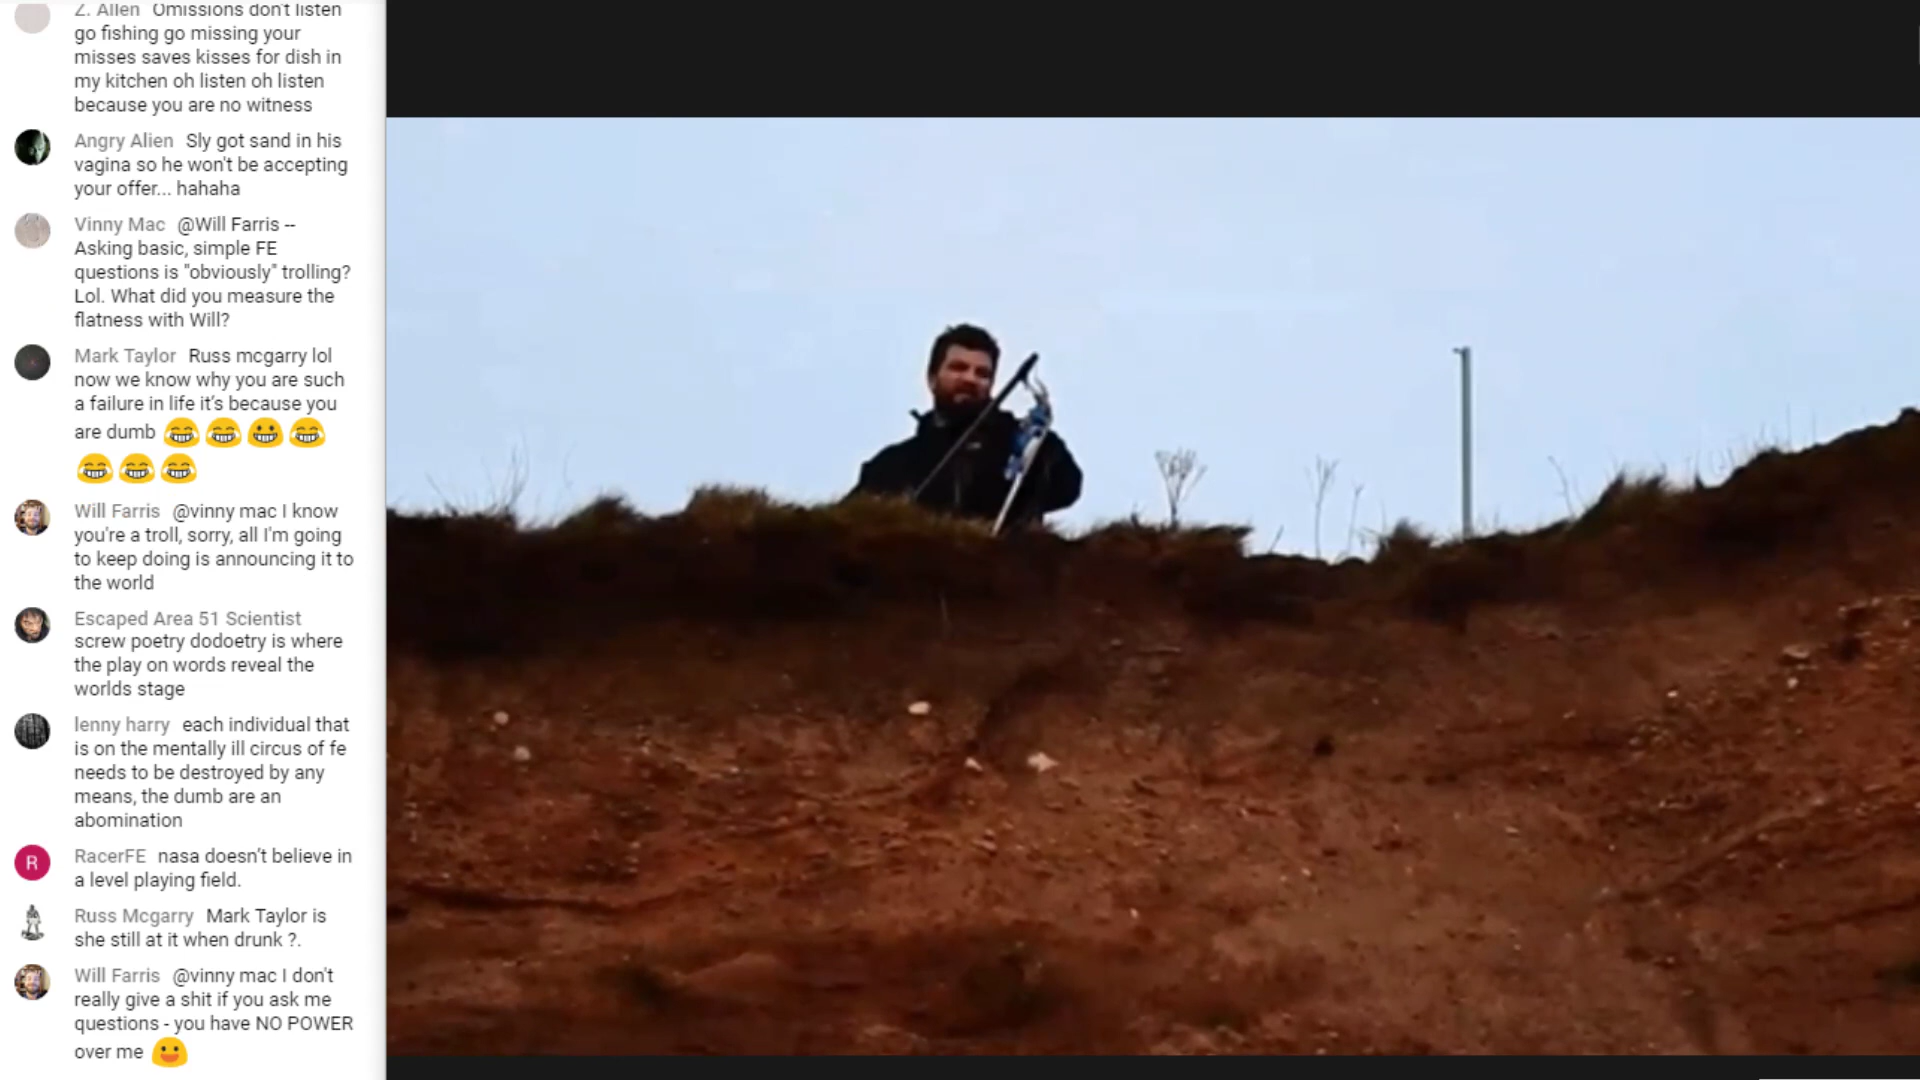 Z. Allen Omissions don't listen
go fishing go missing your
misses saves kisses for dish in
my kitchen oh listen oh listen
because you are no witness
Angry Alien Sly got sand in his
vagina so he won't be accepting
your offer... hahaha
Vinny Mac @Will Farris --
Asking basic, simple FE
questions is "obviously" trolling?
Lol. What did you measure the
flatness with Will?
Mark Taylor Russ mcgarry lol
now we know why you are such
a failure in life it's because you
are dumb 😂😂😀😂
😂😂😂
Will Farris @vinny mac I know
you're a troll, sorry, all I'm going
to keep doing is announcing it to
the world
Escaped Area 51 Scientist
screw poetry dodoetry is where
the play on words reveal the
worlds stage
lenny harry each individual that
is on the mentally ill circus of fe
needs to be destroyed by any
means, the dumb are an
abomination
R
RacerFE nasa doesn't believe in
a level playing field.
Russ Mcgarry Mark Taylor is
she still at it when drunk ?.
Will Farris @vinny mac I don't
really give a shit if you ask me
questions - you have NO POWER
over me 😃